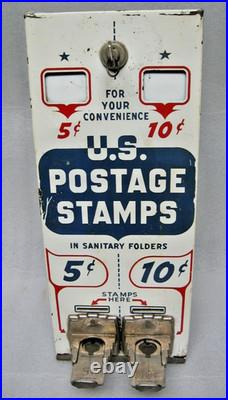 FOR
YOUR
CONVENIENCE
5¢ 10¢
U.S.
POSTAGE
STAMPS
IN SANITARY FOLDERS
5¢ 10¢
STAMPS
HERE